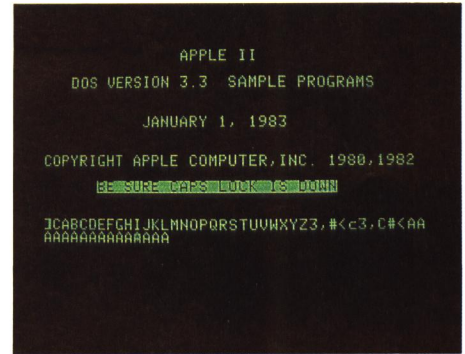 APPLE II
DOS VERSION 3.3 SAMPLE PROGRAMS
JANUARY 1, 1983
COPYRIGHT APPLE COMPUTER,INC. 1980,1982
BE SURE CAPS LOCK IS DOWN
]CABCDEFGHIJKLMNOPQRSTUVWXYZ3,#<c3,C#<AA
AAAAAAAAAAAAAAA